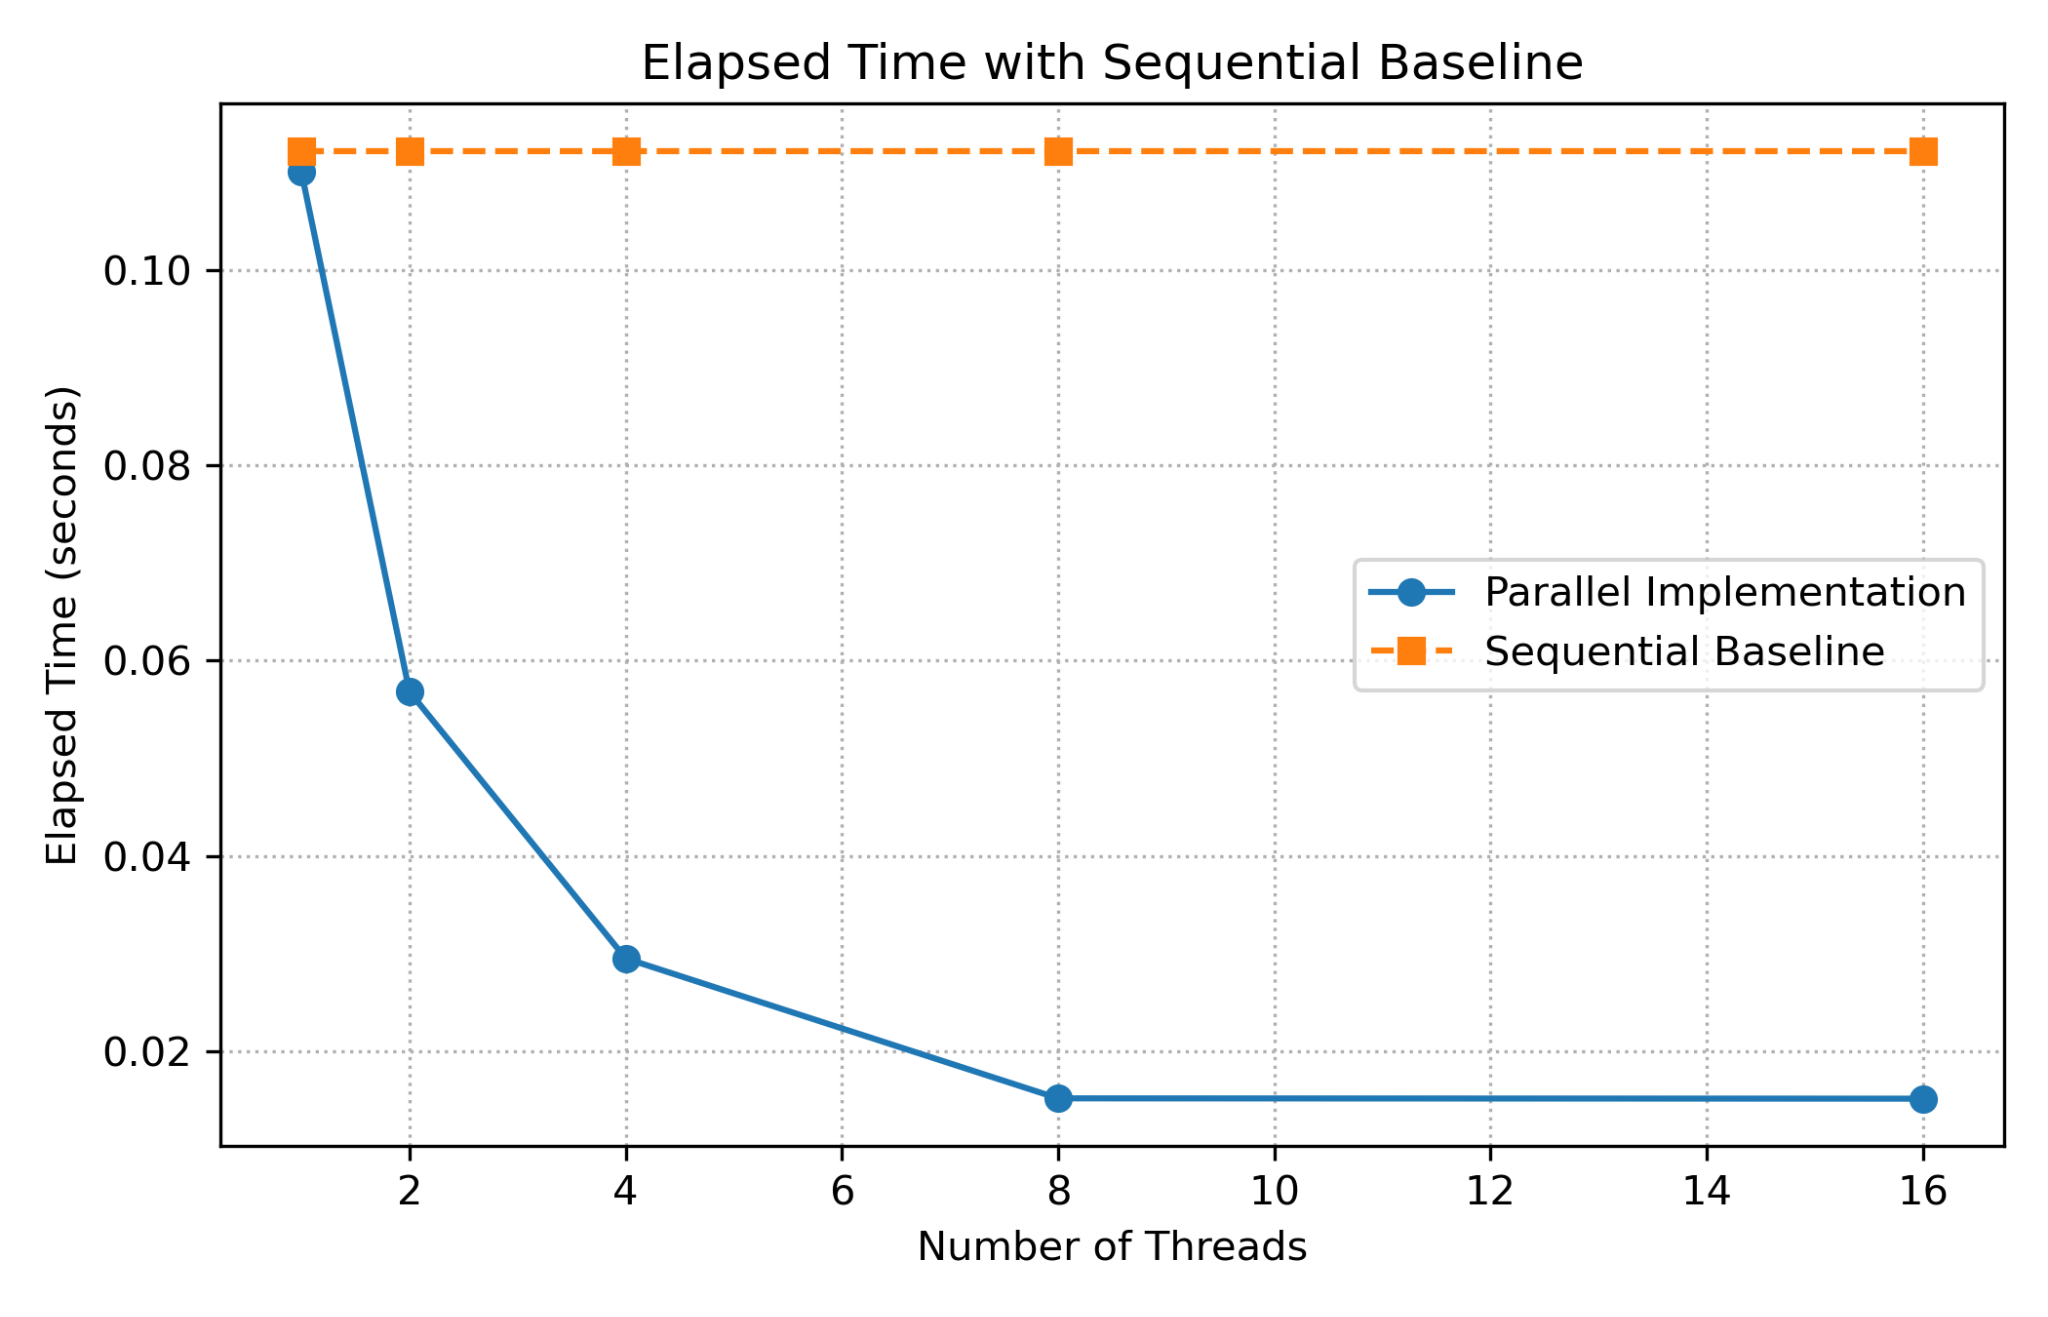 Elapsed Time with Sequential Baseline
Elapsed Time (seconds)
0.10
0.08
0.06
0.04
0.02
Parallel Implementation
Sequential Baseline
2 4 6 8 10 12 14 16
Number of Threads